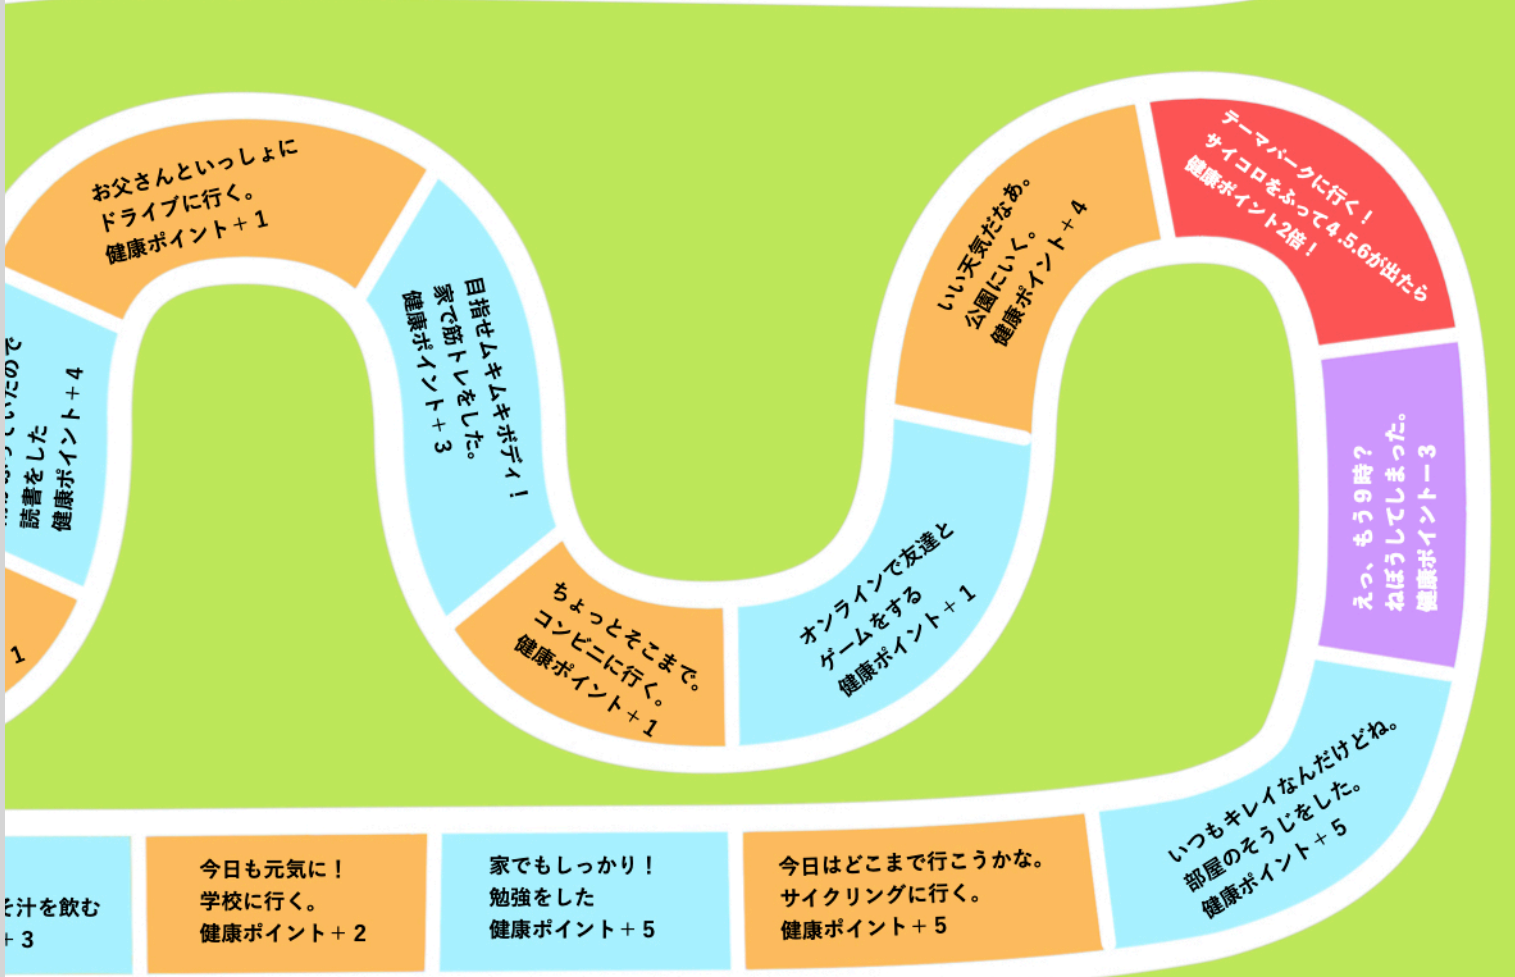 お父さんといっしょに
ドライブに行く。
健康ポイント＋1
目指せムキムキボディ！
家で筋トレをした。
健康ポイント＋3
ちょっとそこまで。
コンビニに行く。
健康ポイント＋1
オンラインで友達と
ゲームをする
健康ポイント＋1
いい天気だなぁ。
公園にいく。
健康ポイント＋4
テーマパークに行く！
サイコロをふって4.5.6が出たら
健康ポイント2倍！
えっ、もう9時？
ねぼうしてしまった。
健康ポイントー3
いつもキレイなんだけどね。
部屋のそうじをした。
健康ポイント＋5
今日はどこまで行こうかな。
サイクリングに行く。
健康ポイント＋5
家でもしっかり！
勉強をした
健康ポイント＋5
今日も元気に！
学校に行く。
健康ポイント＋2
そ汁を飲む
＋3
いたので
読書をした
健康ポイント＋4
1